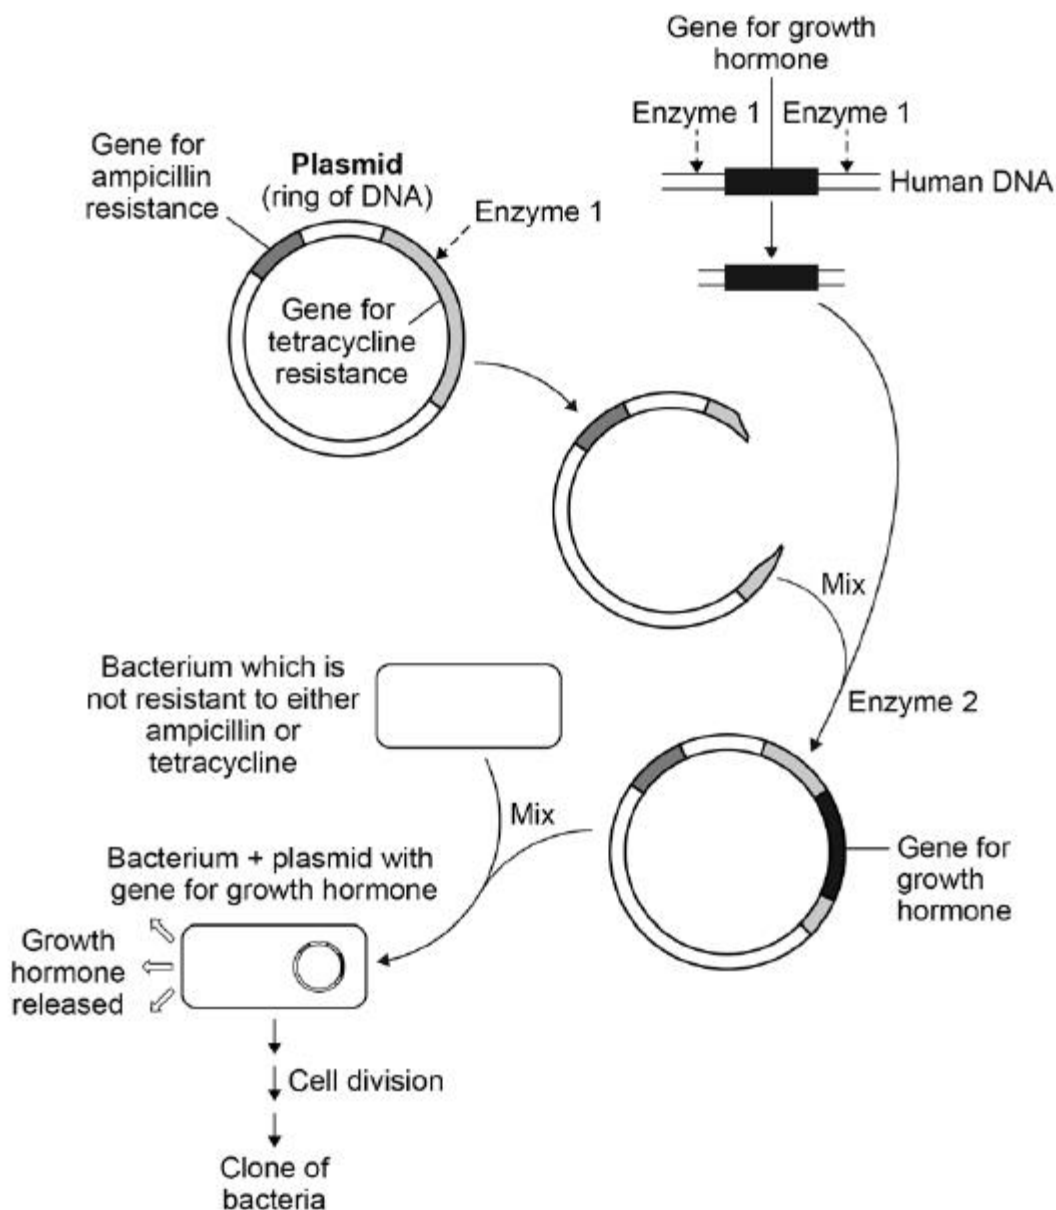 Gene for growth
hormone
Enzyme 1
Enzyme 1
Human DNA
Gene for
ampicillin
resistance
Plasmid
(ring of DNA)
Enzyme 1
Gene for
tetracycline
resistance
Mix
Enzyme 2
Bacterium which is
not resistant to either
ampicillin or
tetracycline
Mix
Gene for
growth
hormone
Bacterium + plasmid with
gene for growth hormone
Growth
hormone
released
Cell division
Clone of
bacteria